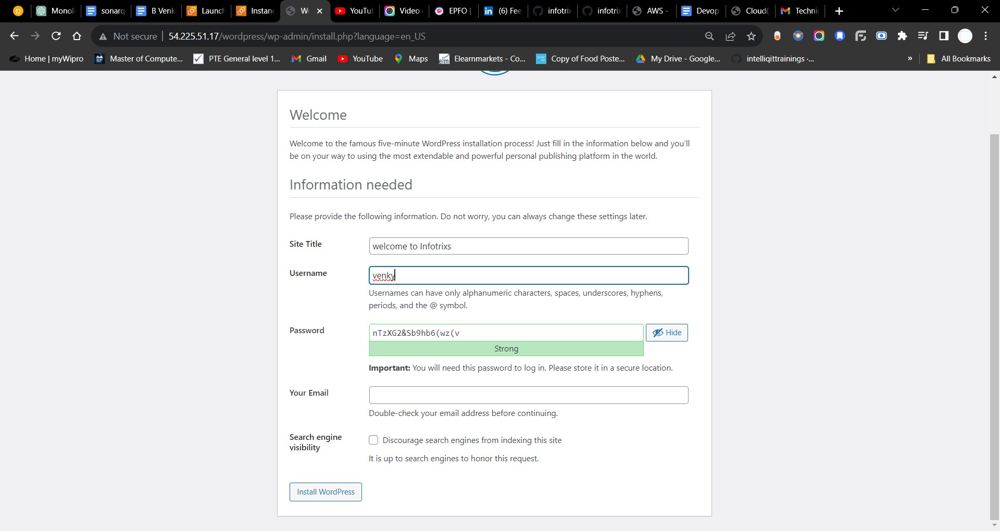 D Monoli sonarq B Venk Launch Instanc W YouTu Video EPFO | (6) Fee infotrix infotrix AWS - Devop Cloud( Technic
Not secure 54.225.51.17/wordpress/wp-admin/install.php?language=en_US
Home | myWipro Master of Compute... PTE General level 1... Gmail YouTube Maps Elearnmarkets - Co... Copy of Food Poste... My Drive - Google... intelliqittrainings -... » All Bookmarks
Welcome
Welcome to the famous five-minute WordPress installation process! Just fill in the information below and you'll
be on your way to using the most extendable and powerful personal publishing platform in the world.
Information needed
Please provide the following information. Do not worry, you can always change these settings later.
Site Title welcome to Infotrixs
Username venky
Usernames can have only alphanumeric characters, spaces, underscores, hyphens,
periods, and the @ symbol.
Password nTzXG2&Sb9hb6(wz(v Hide
Strong
Important: You will need this password to log in. Please store it in a secure location.
Your Email
Double-check your email address before continuing.
Search engine
visibility
Discourage search engines from indexing this site
It is up to search engines to honor this request.
Install WordPress